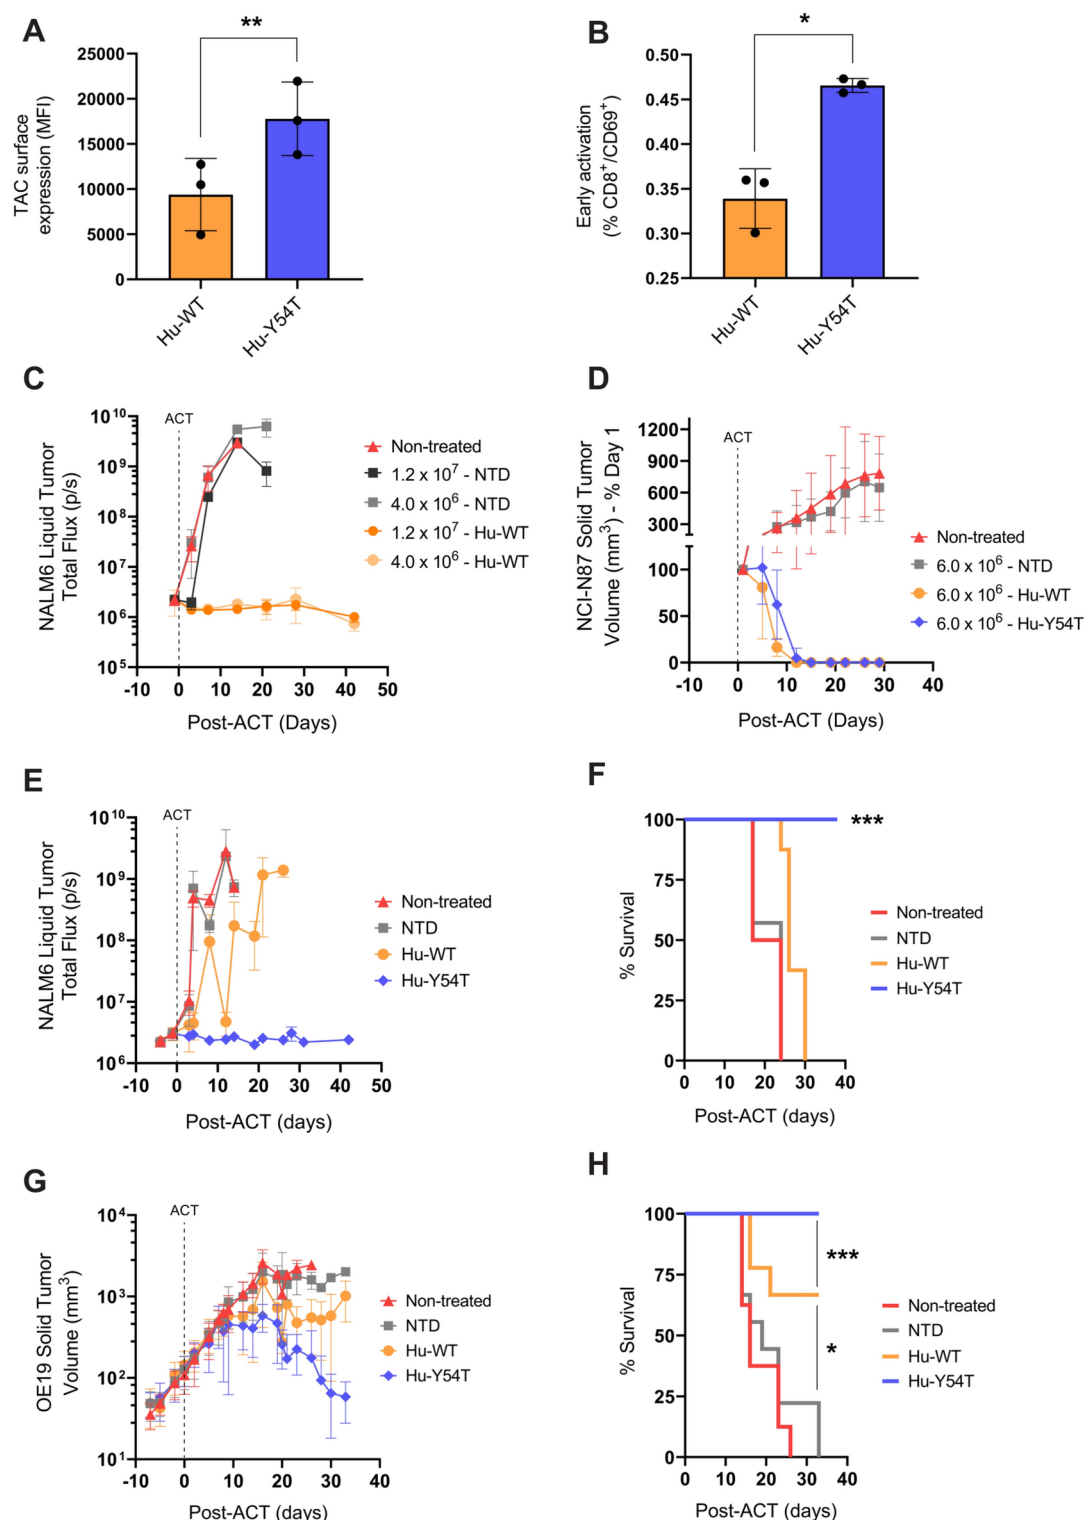 A
**
TAC surface
expression (MFI)
25000
20000
15000
10000
5000
0
Hu-WT
Hu-Y54T
B
*
Early activation
(% CD8⁺/CD69⁺)
0.50
0.45
0.35
0.30
0.25
Hu-WT
Hu-Y54T
C
ACT
NALM6 Liquid Tumor
Total Flux (p/s)
10¹⁰
10⁹
10⁸
10⁷
10⁶
10⁵
-10 0 10 20 30 40 50
Post-ACT (Days)
Non-treated
1.2 x 10⁷ - NTD
4.0 x 10⁶ - NTD
1.2 x 10⁷ - Hu-WT
4.0 x 10⁶ - Hu-WT
D
ACT
NCI-N87 Solid Tumor
Volume (mm³) - % Day 1
1200
900
600
300
100
50
0
-10 0 10 20 30 40
Post-ACT (Days)
Non-treated
6.0 x 10⁶ - NTD
6.0 x 10⁶ - Hu-WT
6.0 x 10⁶ - Hu-Y54T
E
ACT
NALM6 Liquid Tumor
Total Flux (p/s)
10¹⁰
10⁹
10⁸
10⁷
10⁶
-10 0 10 20 30 40 50
Post-ACT (days)
Non-treated
NTD
Hu-WT
Hu-Y54T
F
***
% Survival
100
75
50
25
0
0 10 20 30 40
Post-ACT (days)
Non-treated
NTD
Hu-WT
Hu-Y54T
G
ACT
OE19 Solid Tumor
Volume (mm³)
10⁴
10³
10²
10¹
-10 0 10 20 30 40
Post-ACT (days)
Non-treated
NTD
Hu-WT
Hu-Y54T
H
***
*
% Survival
100
75
50
25
0
0 10 20 30 40
Post-ACT (days)
Non-treated
NTD
Hu-WT
Hu-Y54T